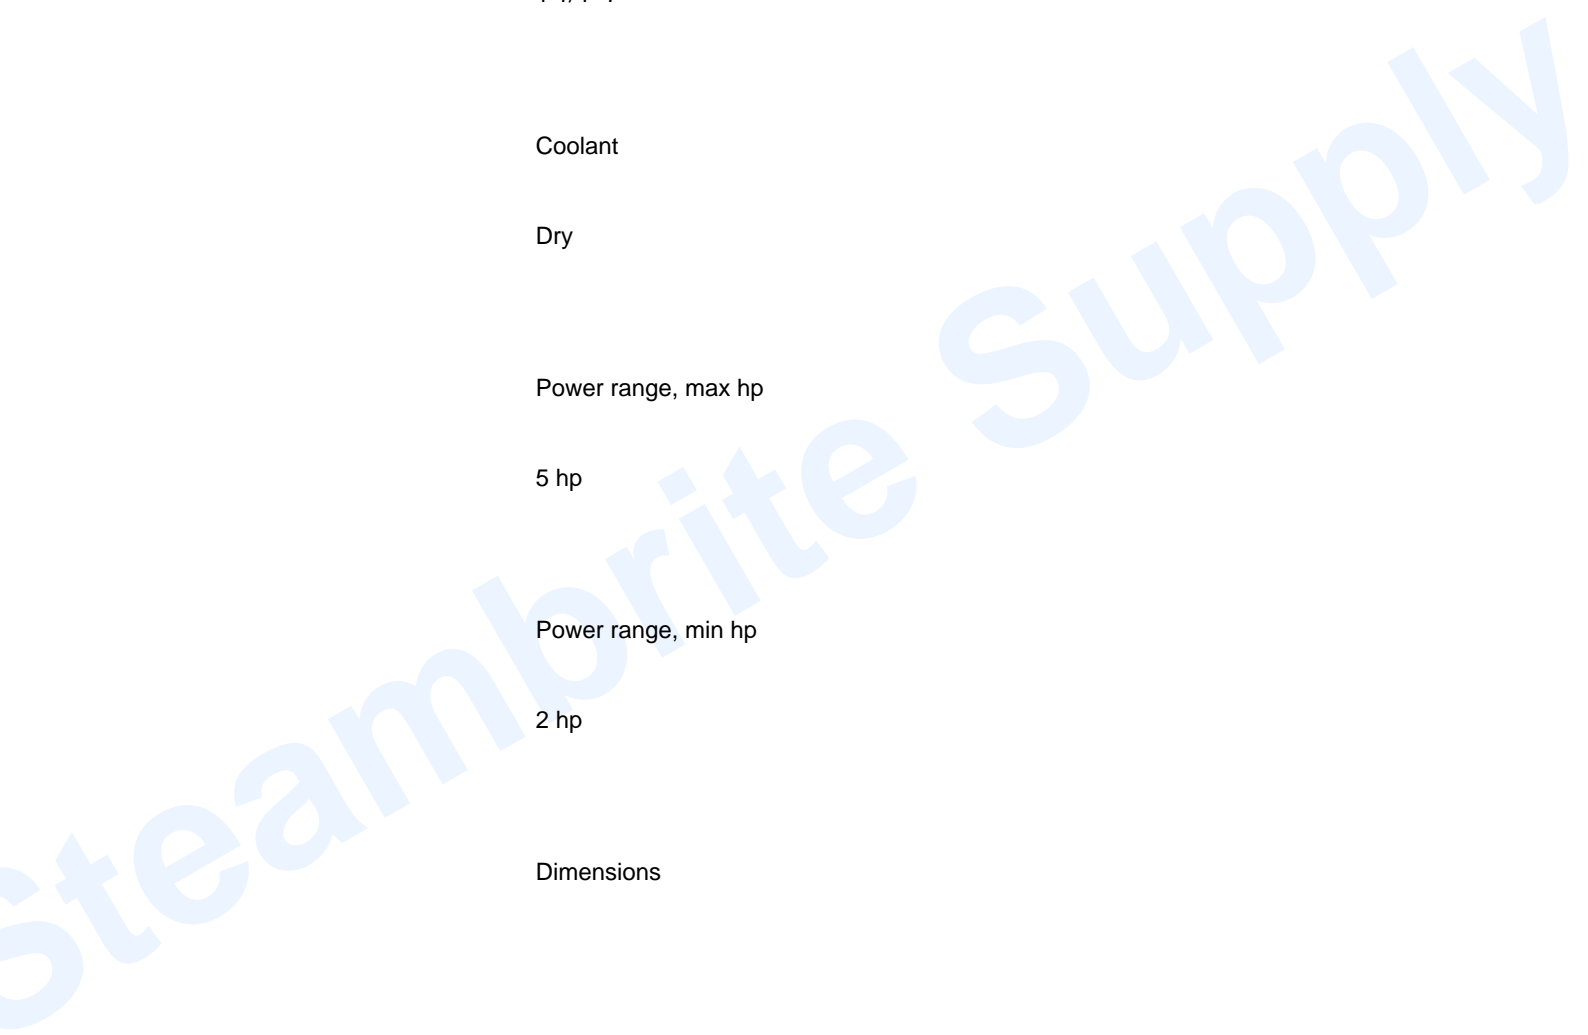 Coolant
Dry
Power range, max hp
5 hp
Power range, min hp
2 hp
Dimensions
Steambrite Supply